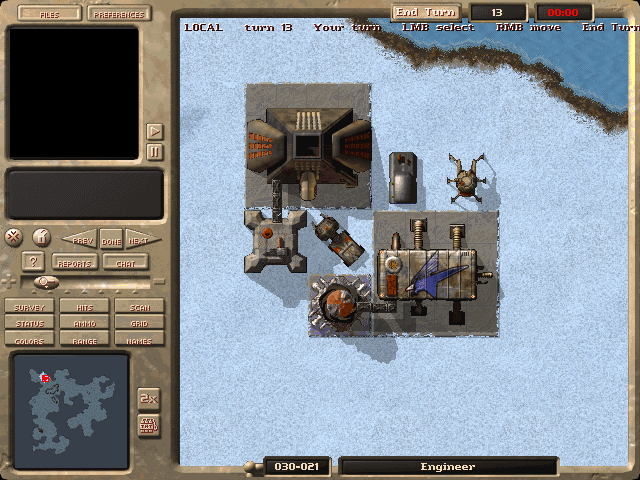 FILES PREFERENCES End Turn 13 00:00
LOCAL turn 13 Your turn LMB select RMB move End Turn
PREV DONE NEXT
? REPORTS CHAT
SURVEY HITS SCAN
STATUS AMMO GRID
COLORS RANGE NAMES
2x
030-021 Engineer